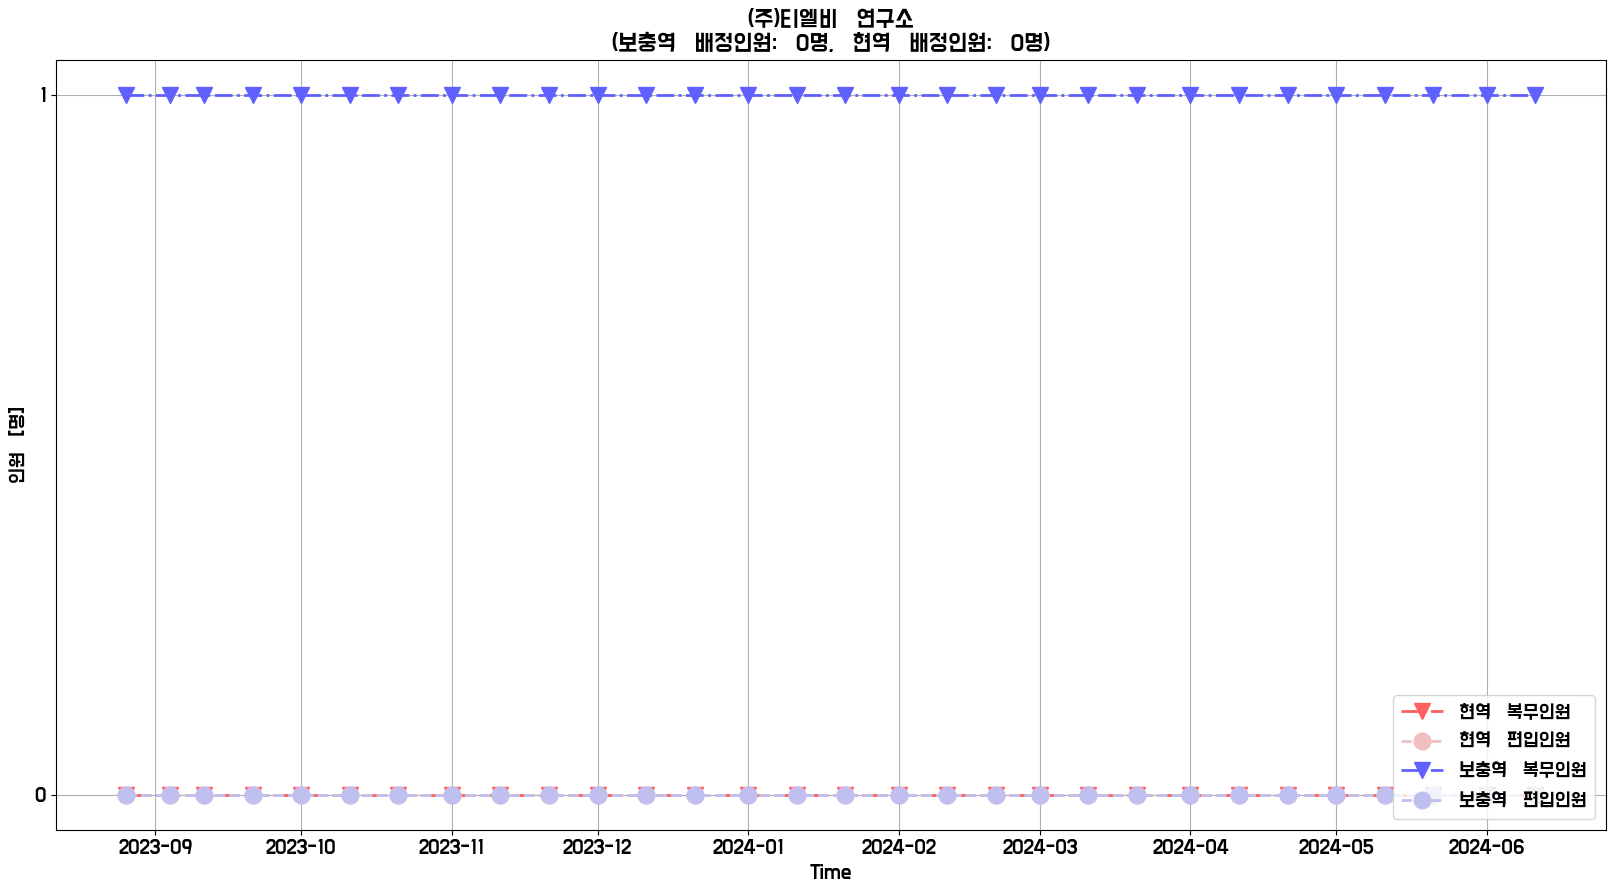 (주)티엘비 연구소
(보충역 배정인원: 0명, 현역 배정인원: 0명)
1
0
인원 [명]
현역 복무인원
현역 편입인원
보충역 복무인원
보충역 편입인원
2023-09 2023-10 2023-11 2023-12 2024-01 2024-02 2024-03 2024-04 2024-05 2024-06
Time